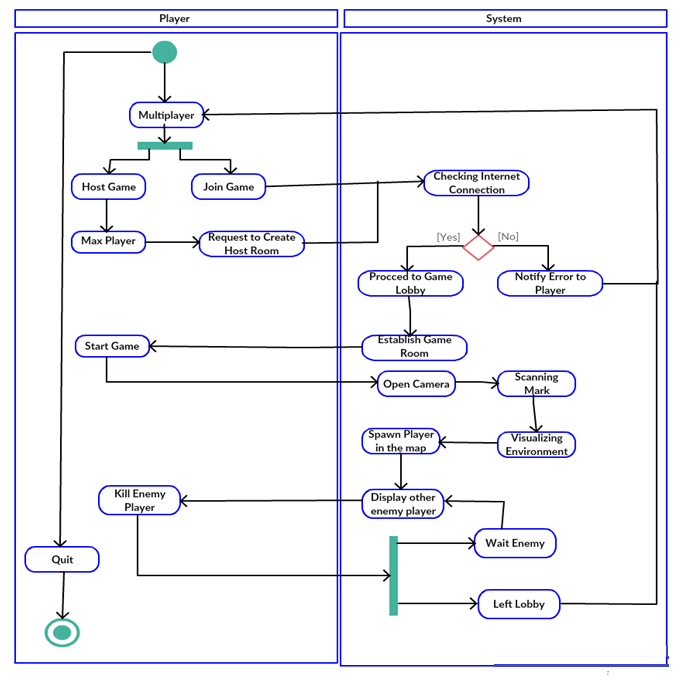 Player
System
Multiplayer
Host Game
Join Game
Checking Internet
Connection
Max Player
Request to Create
Host Room
[Yes]
[No]
Procced to Game
Lobby
Notify Error to
Player
Start Game
Establish Game
Room
Open Camera
Scanning
Mark
Spawn Player
in the map
Visualizing
Environment
Kill Enemy
Player
Display other
enemy player
Wait Enemy
Quit
Left Lobby